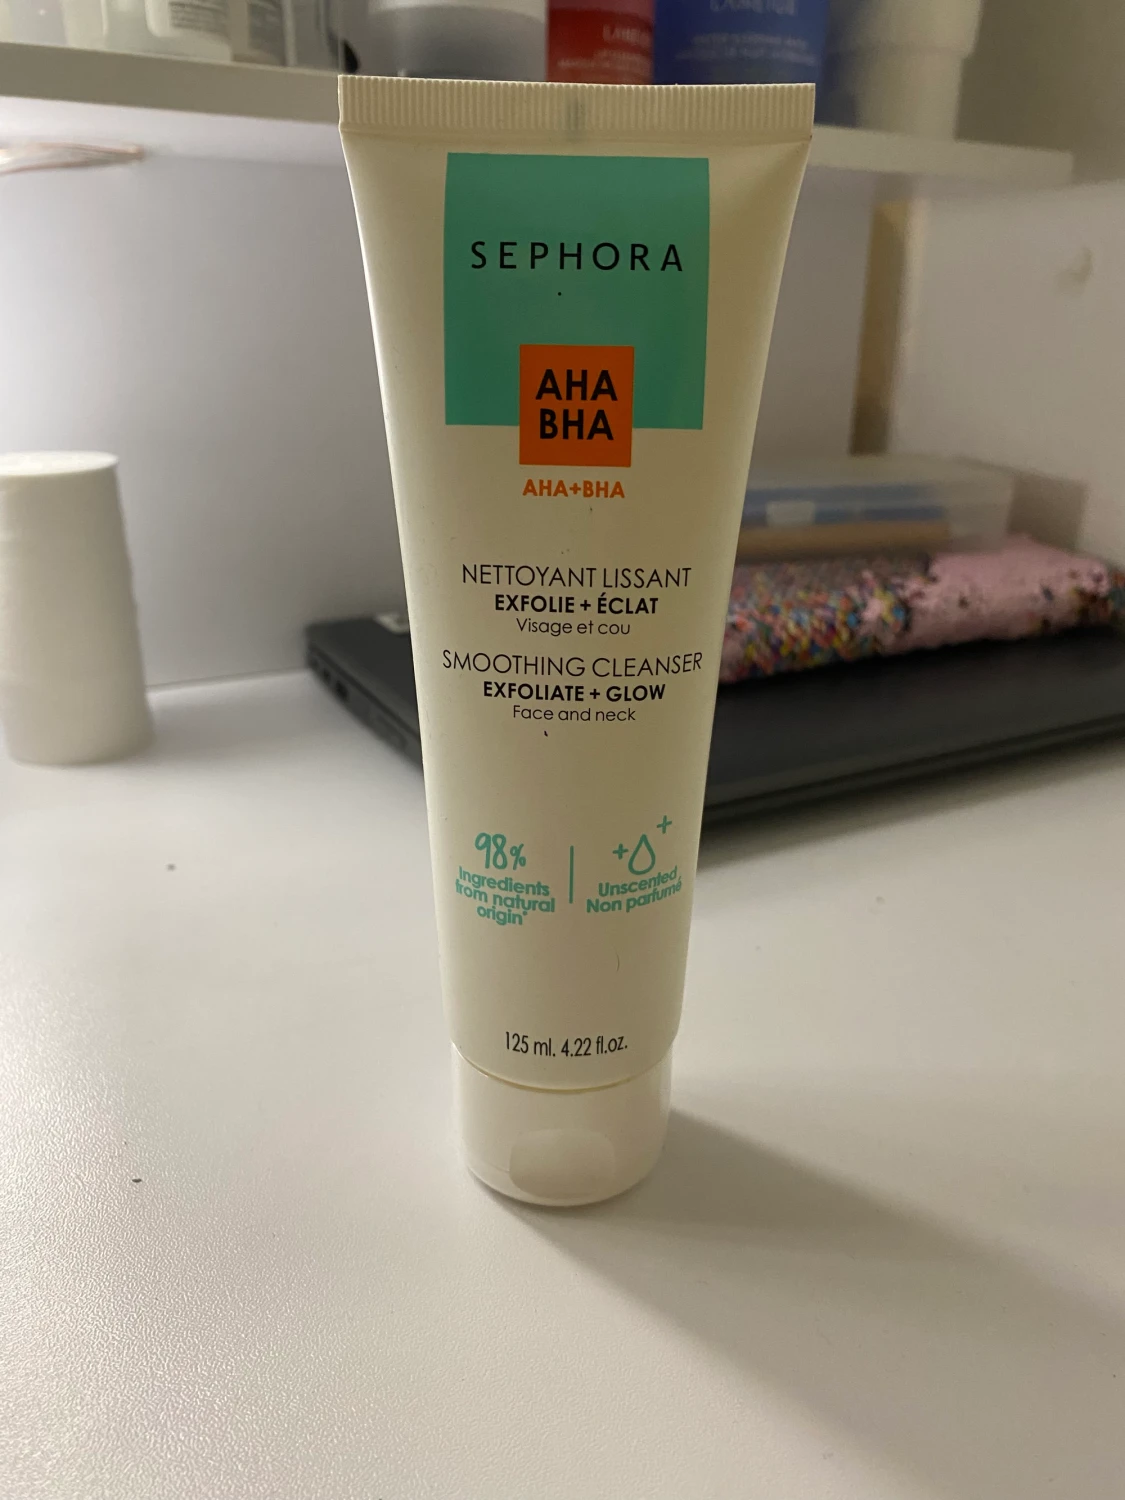 SEPHORA
AHA
BHA
AHA+BHA
NETTOYANT LISSANT
EXFOLIE + ÉCLAT
Visage et cou
SMOOTHING CLEANSER
EXFOLIATE + GLOW
Face and neck
98%
Ingredients
from natural
origin*
Unscented
Non parfumé
125 ml. 4.22 fl.oz.